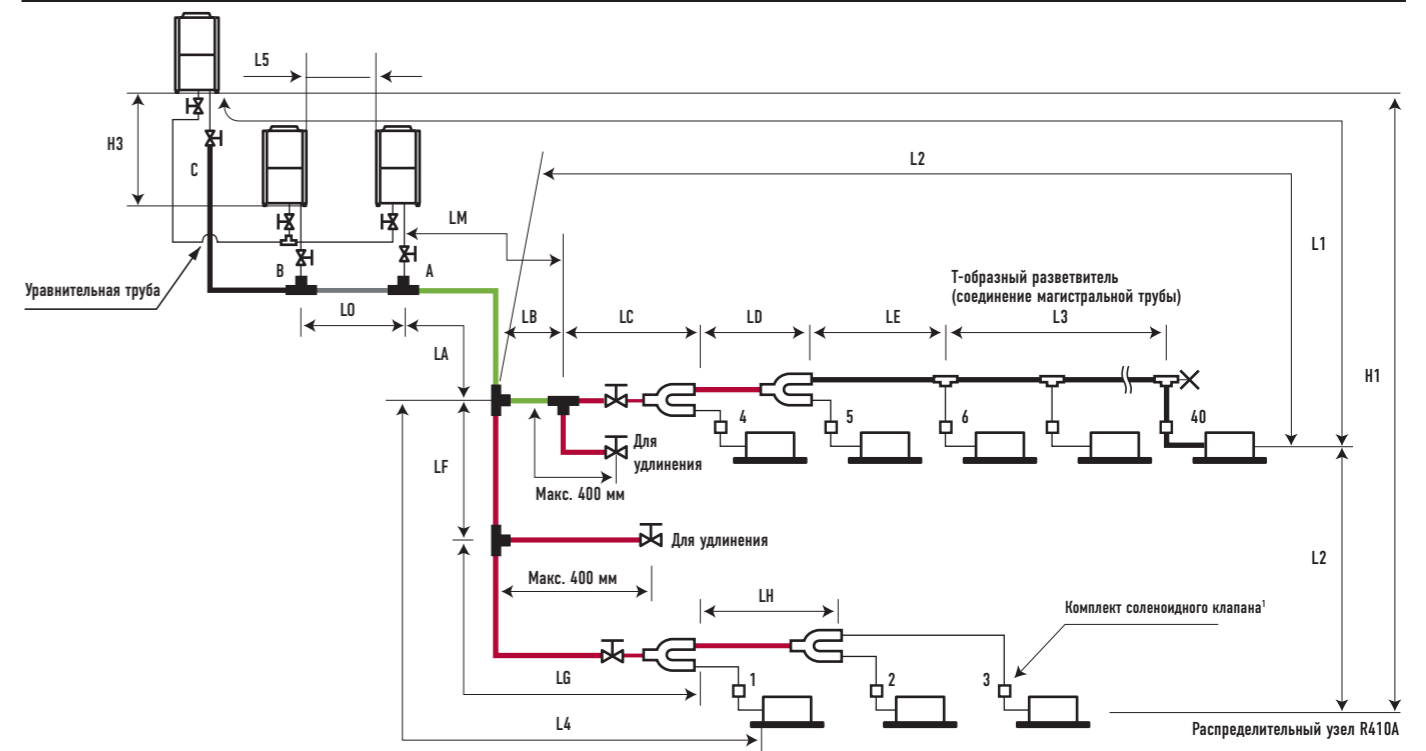 L5
H3
C
L2
LM
L1
B
A
Уравнительная труба
Т-образный разветвитель
(соединение магистральной трубы)
LO
LB
LC
LD
LE
L3
LA
H1
4
5
6
40
Для
удлинения
LF
Макс. 400 мм
Для удлинения
L2
Макс. 400 мм
LH
Комплект соленоидного клапана¹
LG
1
2
3
L4
Распределительный узел R410A